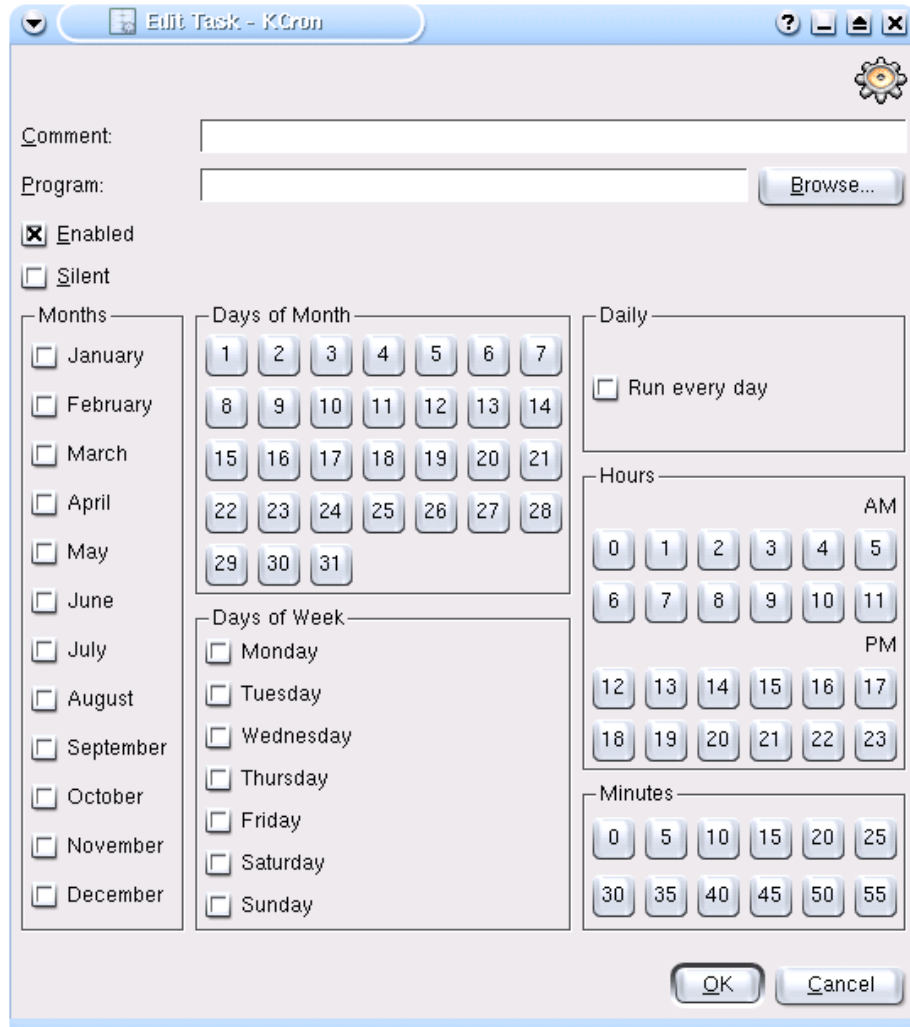 Edit Task - KCron
Comment:
Program:
Browse...
Enabled
Silent
Months
January
February
March
April
May
June
July
August
September
October
November
December
Days of Month
1 2 3 4 5 6 7
8 9 10 11 12 13 14
15 16 17 18 19 20 21
22 23 24 25 26 27 28
29 30 31
Days of Week
Monday
Tuesday
Wednesday
Thursday
Friday
Saturday
Sunday
Daily
Run every day
Hours
AM
0 1 2 3 4 5
6 7 8 9 10 11
PM
12 13 14 15 16 17
18 19 20 21 22 23
Minutes
0 5 10 15 20 25
30 35 40 45 50 55
OK
Cancel